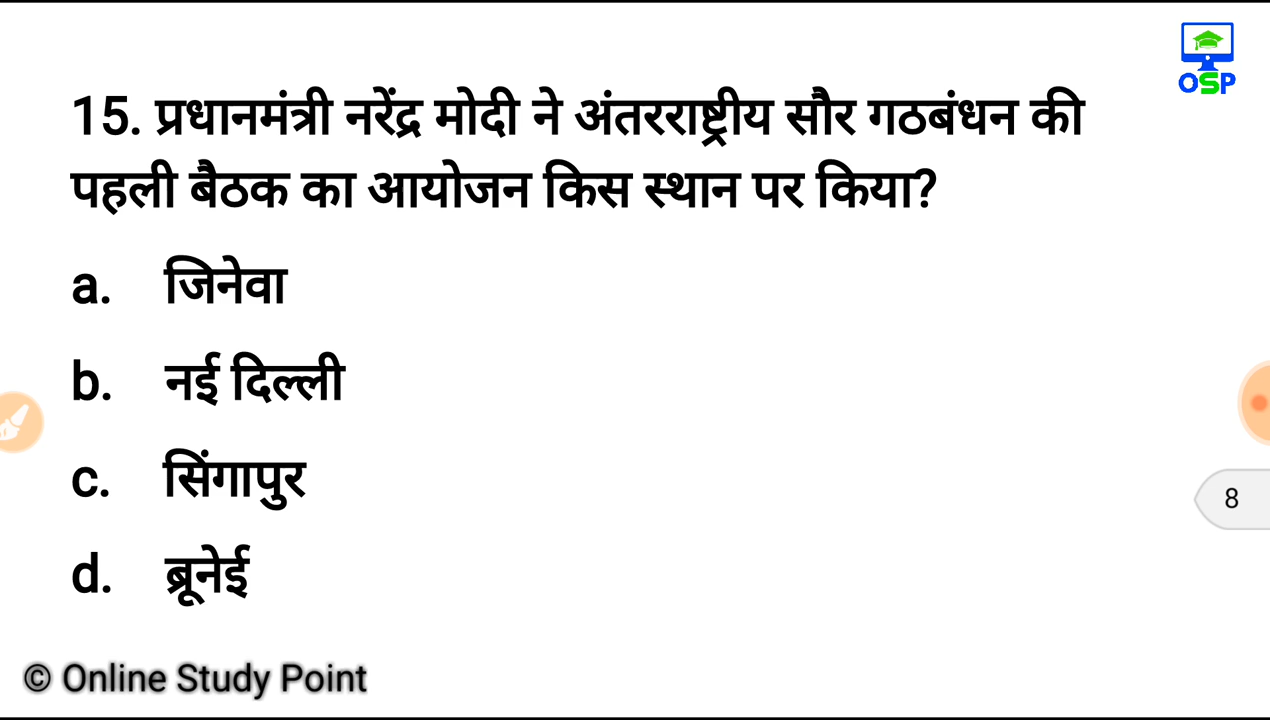 OSP
15. प्रधानमंत्री नरेंद्र मोदी ने अंतरराष्ट्रीय सौर गठबंधन की
पहली बैठक का आयोजन किस स्थान पर किया?
a. जिनेवा
b. नई दिल्ली
c. सिंगापुर
d. ब्रूनेई
8
© Online Study Point